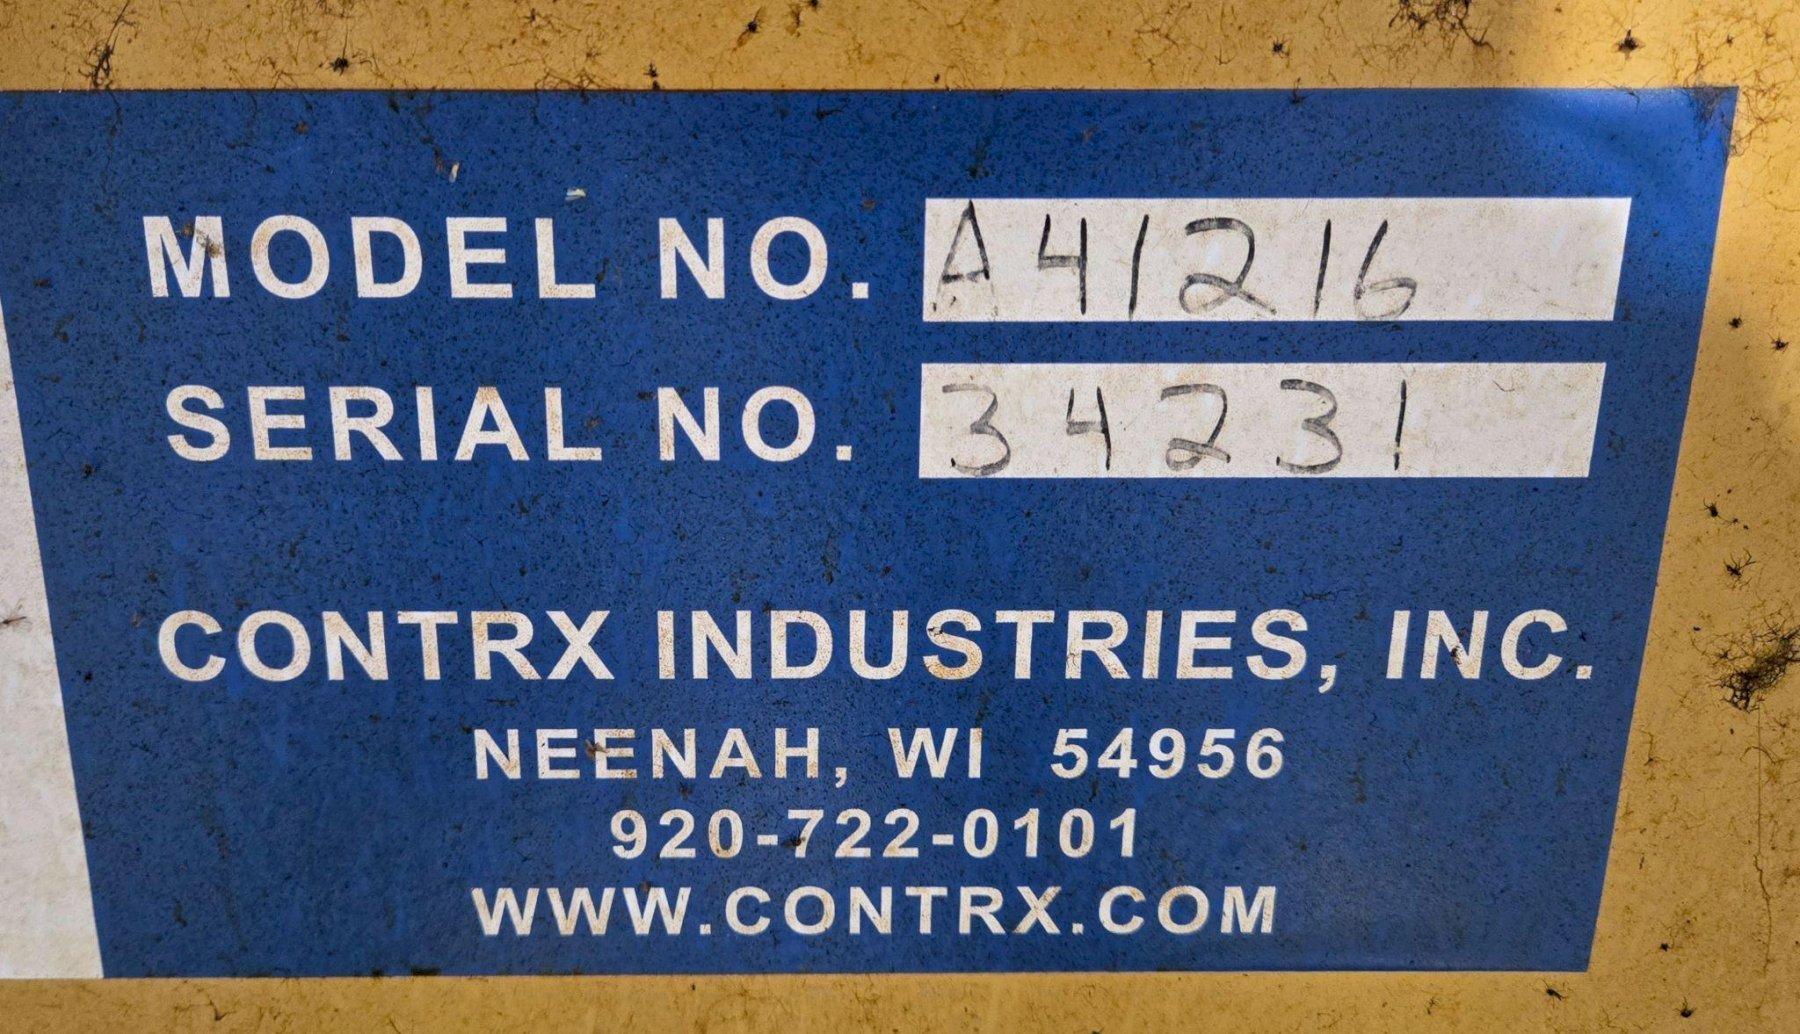 MODEL NO. A41216
SERIAL NO. 34231
CONTRX INDUSTRIES, INC.
NEENAH, WI 54956
920-722-0101
WWW.CONTRX.COM